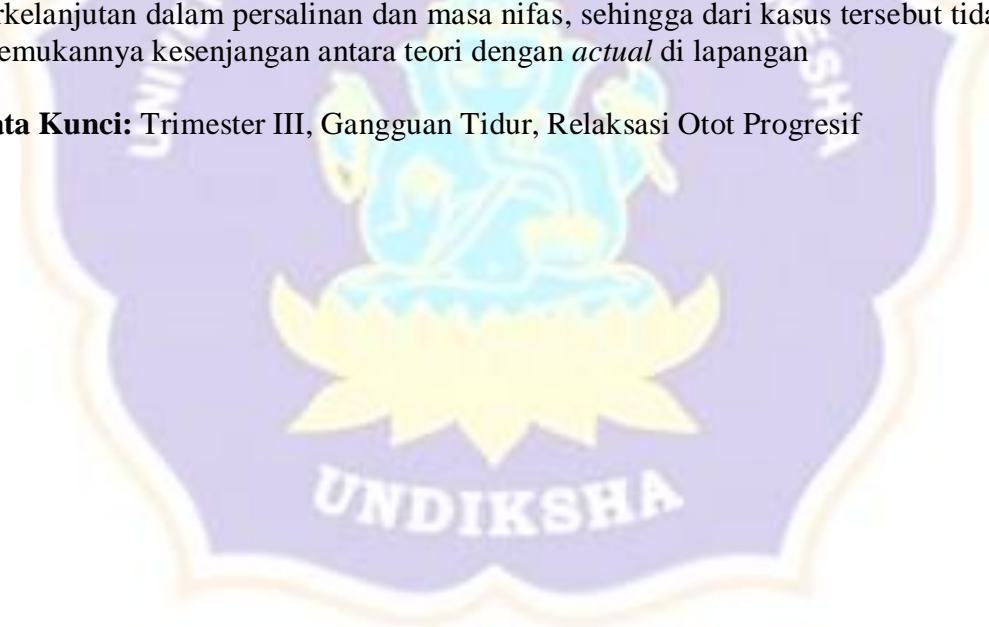 rkelanjutan dalam persalinan dan masa nifas, sehingga dari kasus tersebut tida
emukannya kesenjangan antara teori dengan actual di lapangan
ata Kunci: Trimester III, Gangguan Tidur, Relaksasi Otot Progresif
UNDIKSHA